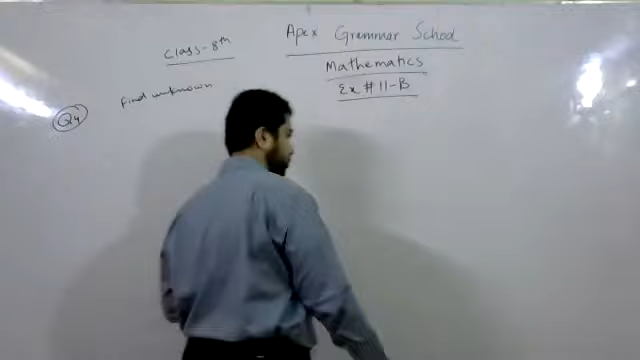 Class-8th
Apex Grammar School
Mathematics
Ex # 11-B
Q4 find unknown